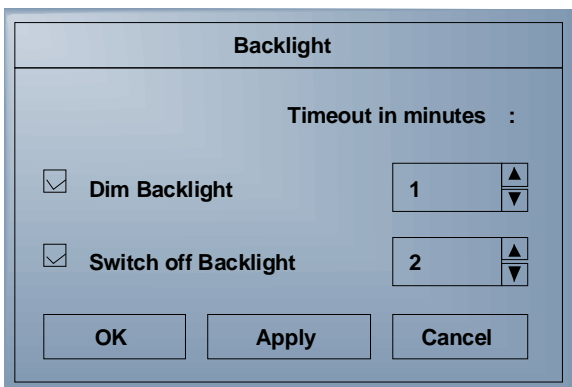 Backlight
Timeout in minutes :
Dim Backlight 1
Switch off Backlight 2
OK Apply Cancel